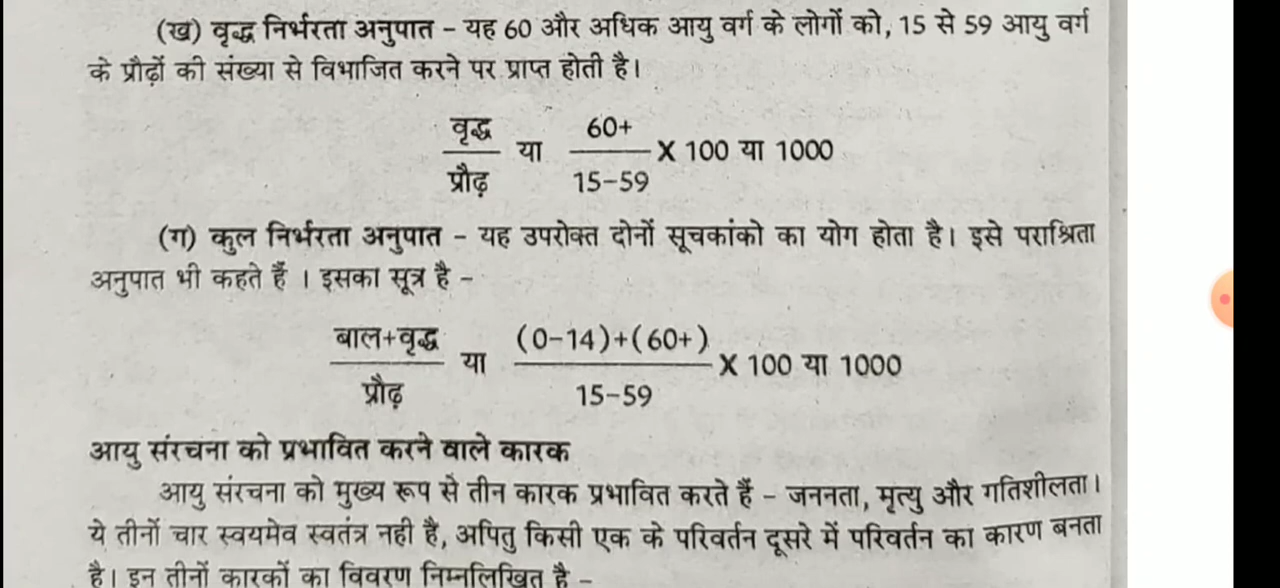 (ख) वृद्ध निर्भरता अनुपात – यह 60 और अधिक आयु वर्ग के लोगों को, 15 से 59 आयु वर्ग
के प्रौढ़ों की संख्या से विभाजित करने पर प्राप्त होती है।
वृद्ध/प्रौढ़ या 60+/15-59 X 100 या 1000
(ग) कुल निर्भरता अनुपात – यह उपरोक्त दोनों सूचकांको का योग होता है। इसे पराश्रिता
अनुपात भी कहते हैं । इसका सूत्र है –
बाल+वृद्ध/प्रौढ़ या (0-14)+(60+)/15-59 X 100 या 1000
आयु संरचना को प्रभावित करने वाले कारक
आयु संरचना को मुख्य रूप से तीन कारक प्रभावित करते हैं – जननता, मृत्यु और गतिशीलता।
ये तीनों चार स्वयमेव स्वतंत्र नही है, अपितु किसी एक के परिवर्तन दूसरे में परिवर्तन का कारण बनता
है। इन तीनों कारकों का विवरण निम्नलिखित है –